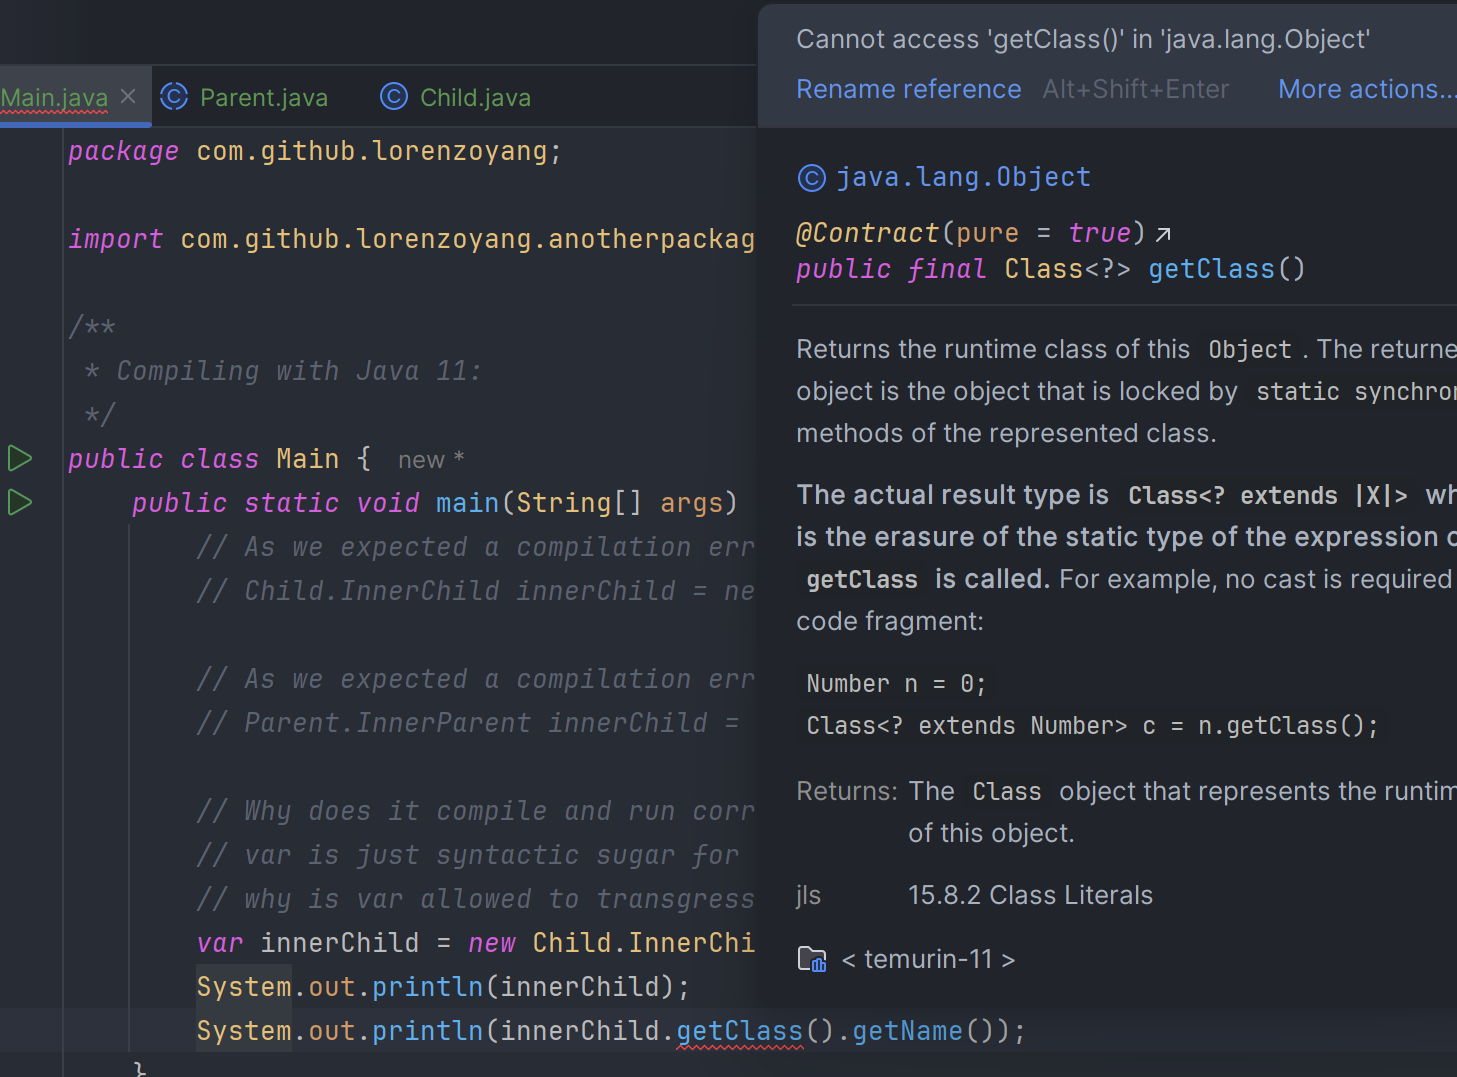 Main.java
Parent.java
Child.java
package com.github.lorenzoyang;
import com.github.lorenzoyang.anotherpackag
/**
* Compiling with Java 11:
*/
public class Main { new *
public static void main(String[] args)
// As we expected a compilation err
// Child.InnerChild innerChild = ne
// As we expected a compilation err
// Parent.InnerParent innerChild =
// Why does it compile and run corr
// var is just syntactic sugar for
// why is var allowed to transgress
var innerChild = new Child.InnerChi
System.out.println(innerChild);
System.out.println(innerChild.getClass().getName());
}
Cannot access 'getClass()' in 'java.lang.Object'
Rename reference Alt+Shift+Enter More actions...
java.lang.Object
@Contract(pure = true)
public final Class<?> getClass()
Returns the runtime class of this Object . The returne
object is the object that is locked by static synchron
methods of the represented class.
The actual result type is Class<? extends |X|> wh
is the erasure of the static type of the expression o
getClass is called. For example, no cast is required
code fragment:
Number n = 0;
Class<? extends Number> c = n.getClass();
Returns: The Class object that represents the runtim
of this object.
jls 15.8.2 Class Literals
< temurin-11 >